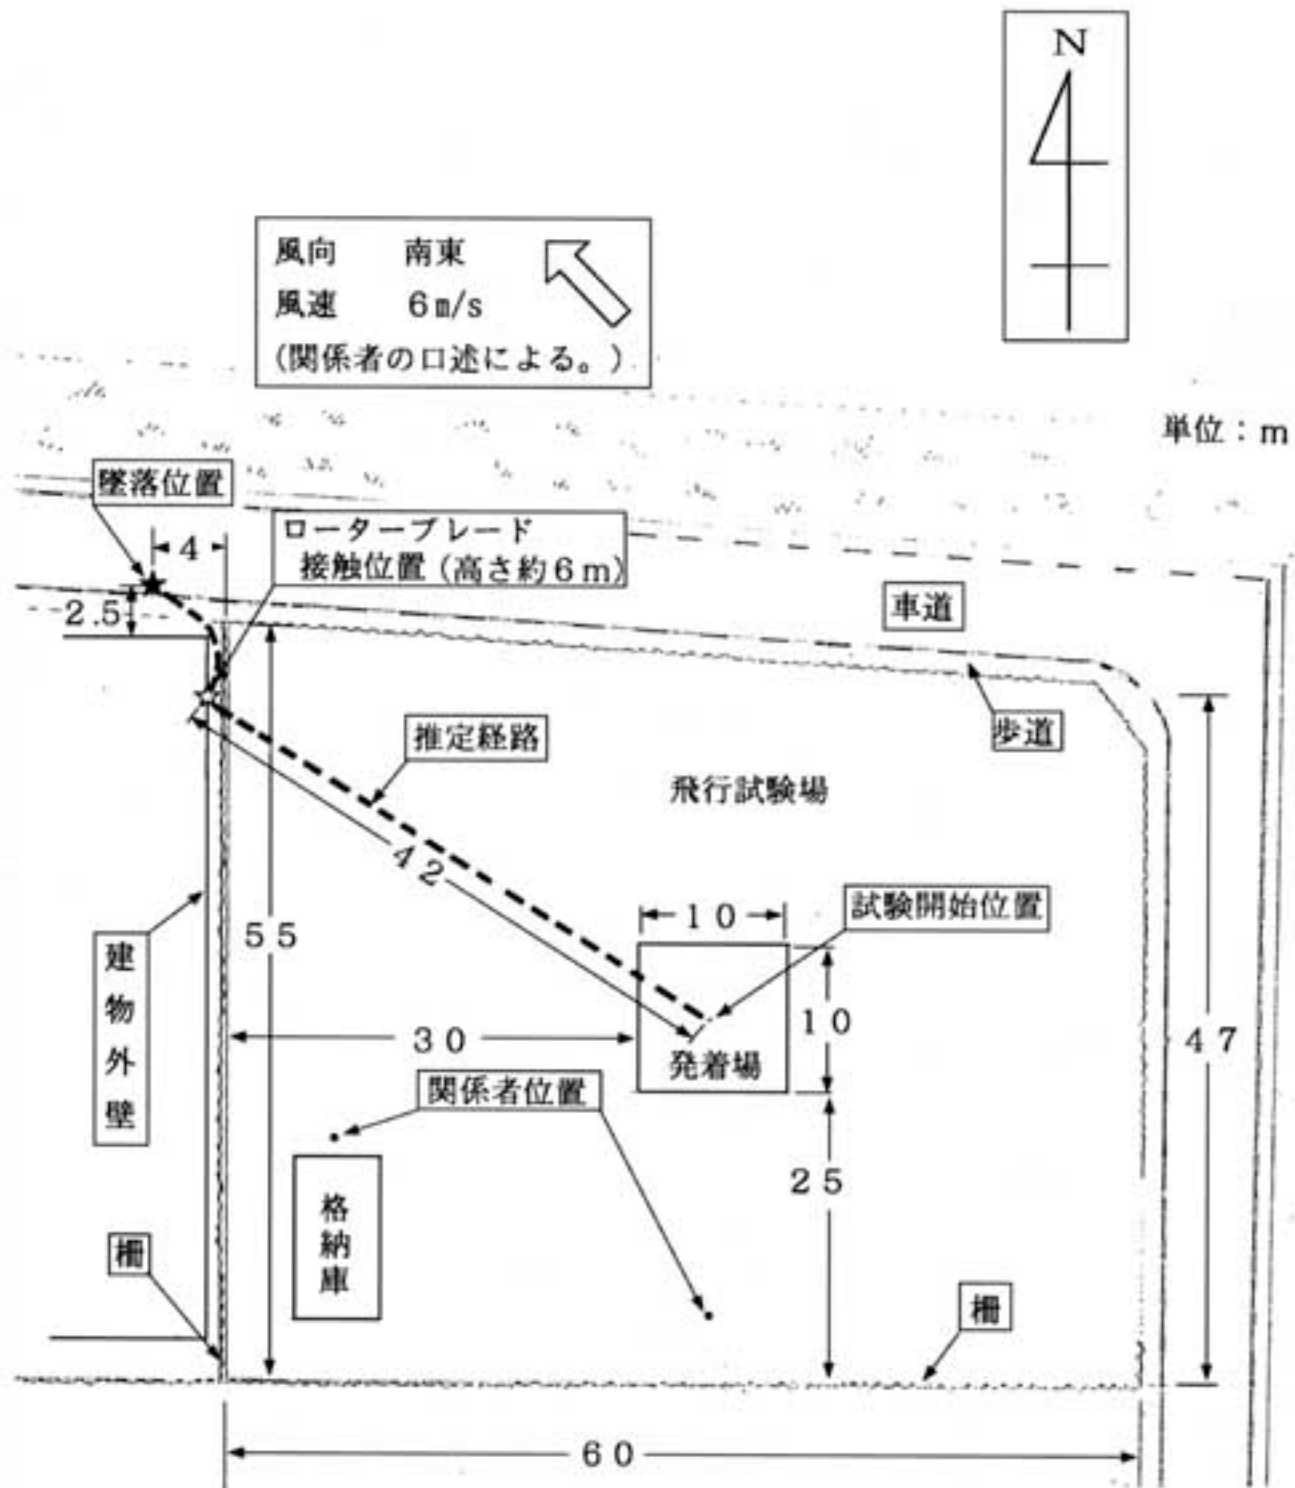 N
風向 南東
風速 6m/s
(関係者の口述による。)
単位:m
墜落位置
ローターブレード
接触位置(高さ約6m)
4
2.5
車道
歩道
推定経路
飛行試験場
42
試験開始位置
10
55
建物外壁
10
30
47
発着場
関係者位置
25
格納庫
柵
柵
60